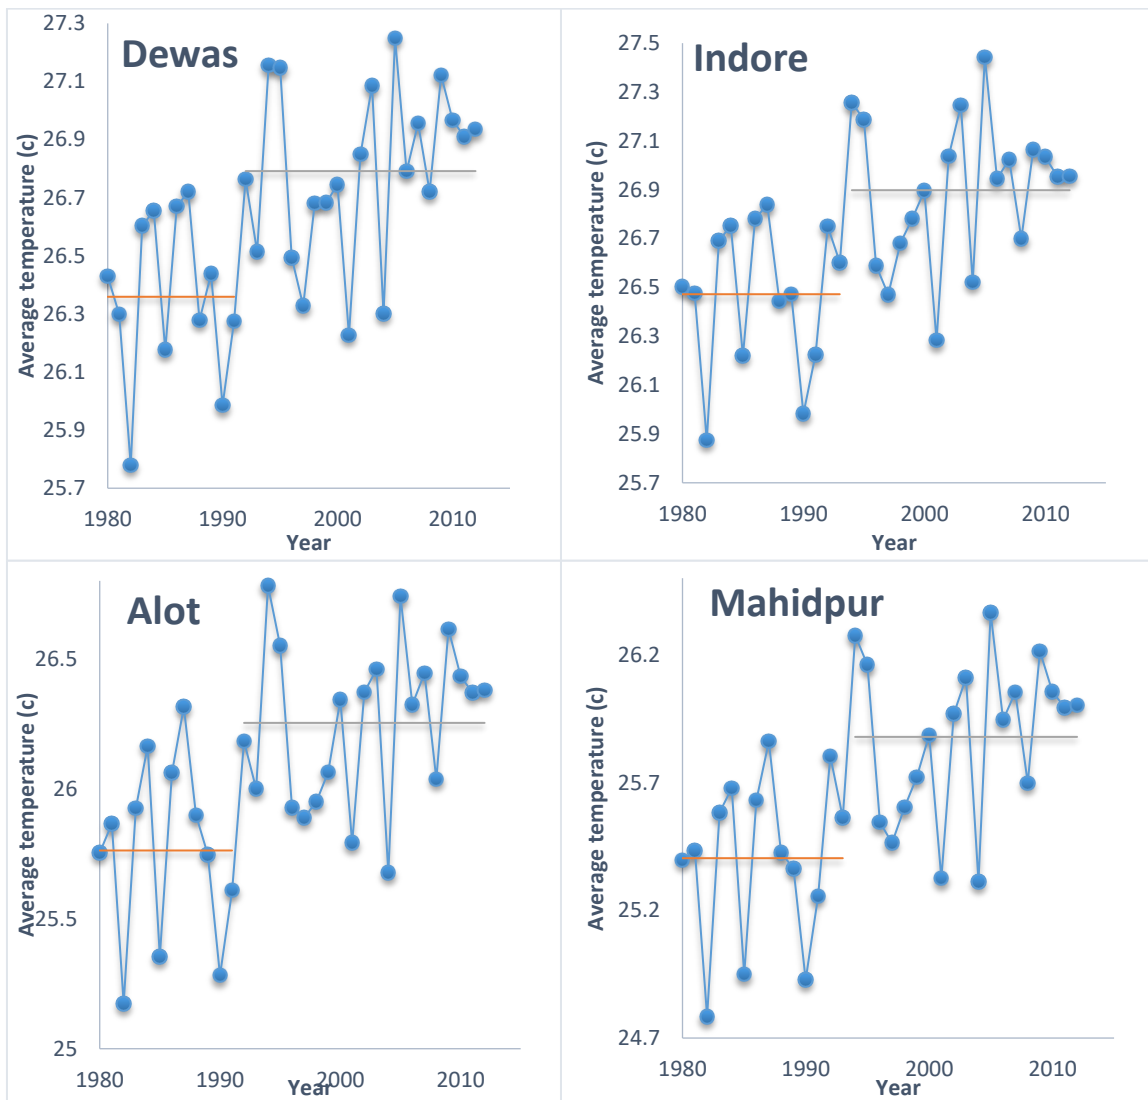 Dewas
Average temperature (c)
27.3
27.1
26.9
26.7
26.5
26.3
26.1
25.9
25.7
1980 1990 2000 2010
Year
Indore
Average temperature (c)
27.5
27.3
27.1
26.9
26.7
26.5
26.3
26.1
25.9
25.7
1980 1990 2000 2010
Year
Alot
Average temperature (c)
26.5
26
25.5
25
1980 1990 2000 2010
Year
Mahidpur
Average temperature (c)
26.2
25.7
25.2
24.7
1980 1990 2000 2010
Year